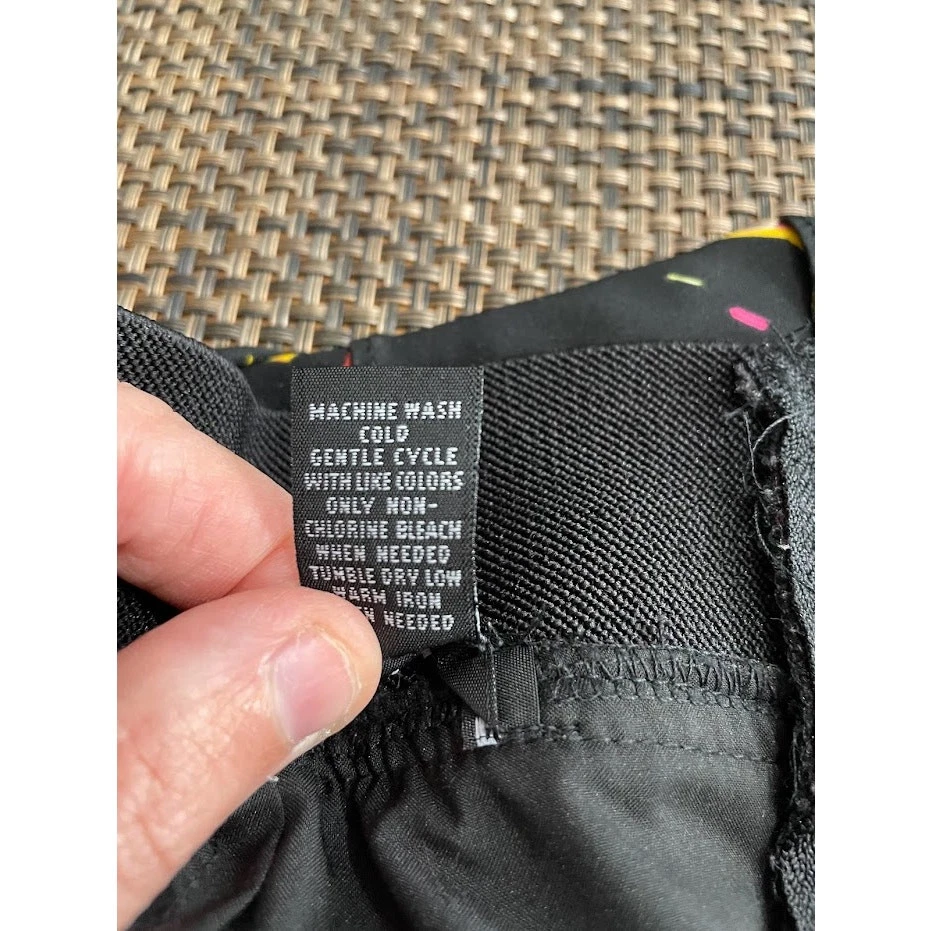 MACHINE WASH
COLD
GENTLE CYCLE
WITH LIKE COLORS
ONLY NON-
CHLORINE BLEACH
WHEN NEEDED
TUMBLE DRY LOW
WARM IRON
NEEDED